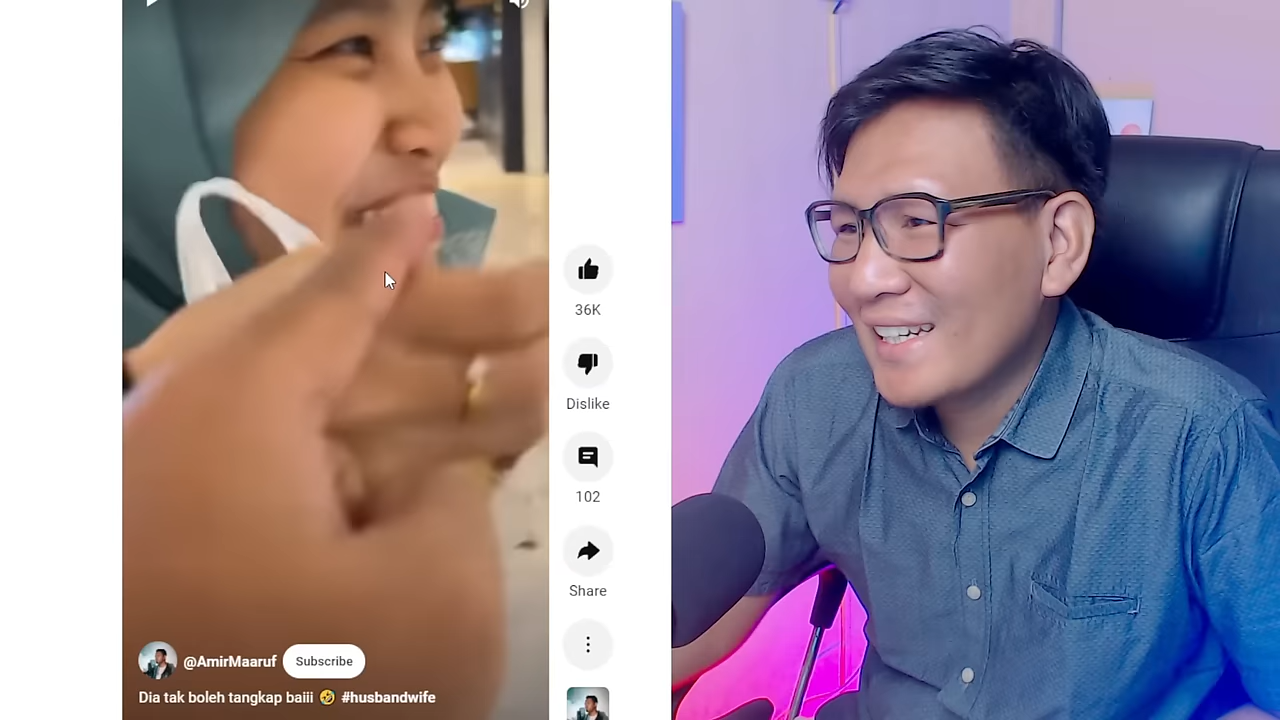 36K
Dislike
102
Share
@AmirMaaruf
Subscribe
Dia tak boleh tangkap baiii 🤣 #husbandwife